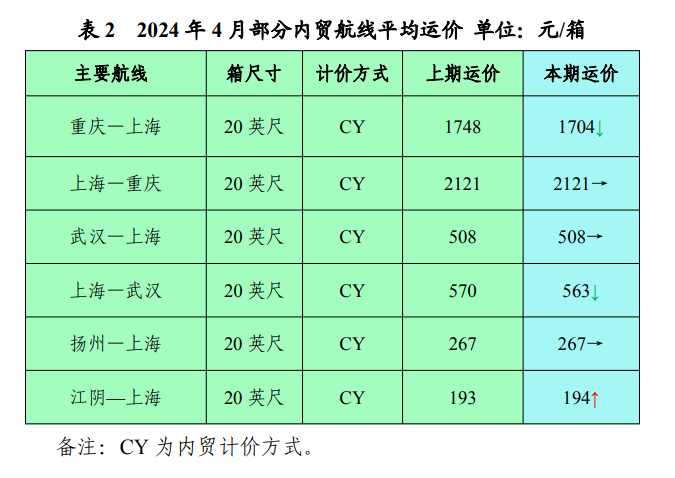 表 2 2024 年 4 月部分内贸航线平均运价 单位：元/箱
主要航线 箱尺寸 计价方式 上期运价 本期运价
重庆—上海 20 英尺 CY 1748 1704↓
上海—重庆 20 英尺 CY 2121 2121→
武汉—上海 20 英尺 CY 508 508→
上海—武汉 20 英尺 CY 570 563↓
扬州—上海 20 英尺 CY 267 267→
江阴—上海 20 英尺 CY 193 194↑
备注：CY 为内贸计价方式。